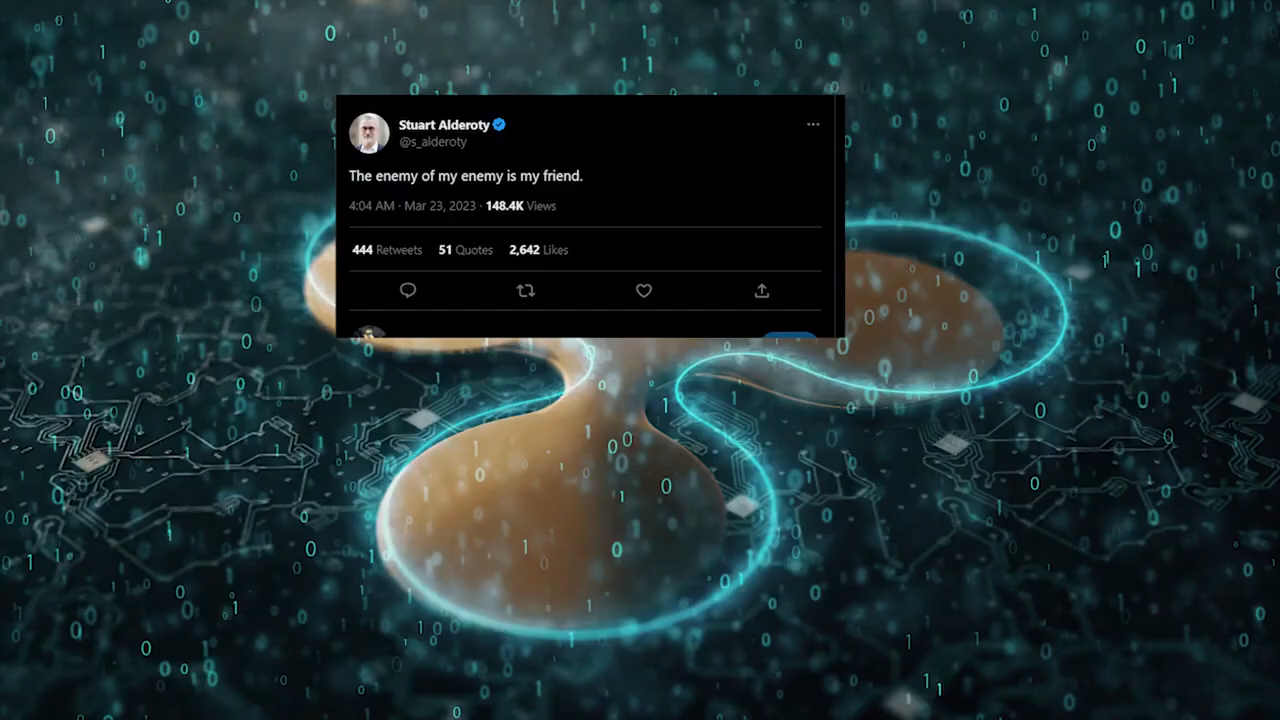 Stuart Alderoty
@s_alderoty
The enemy of my enemy is my friend.
4:04 AM · Mar 23, 2023 · 148.4K Views
444 Retweets 51 Quotes 2,642 Likes